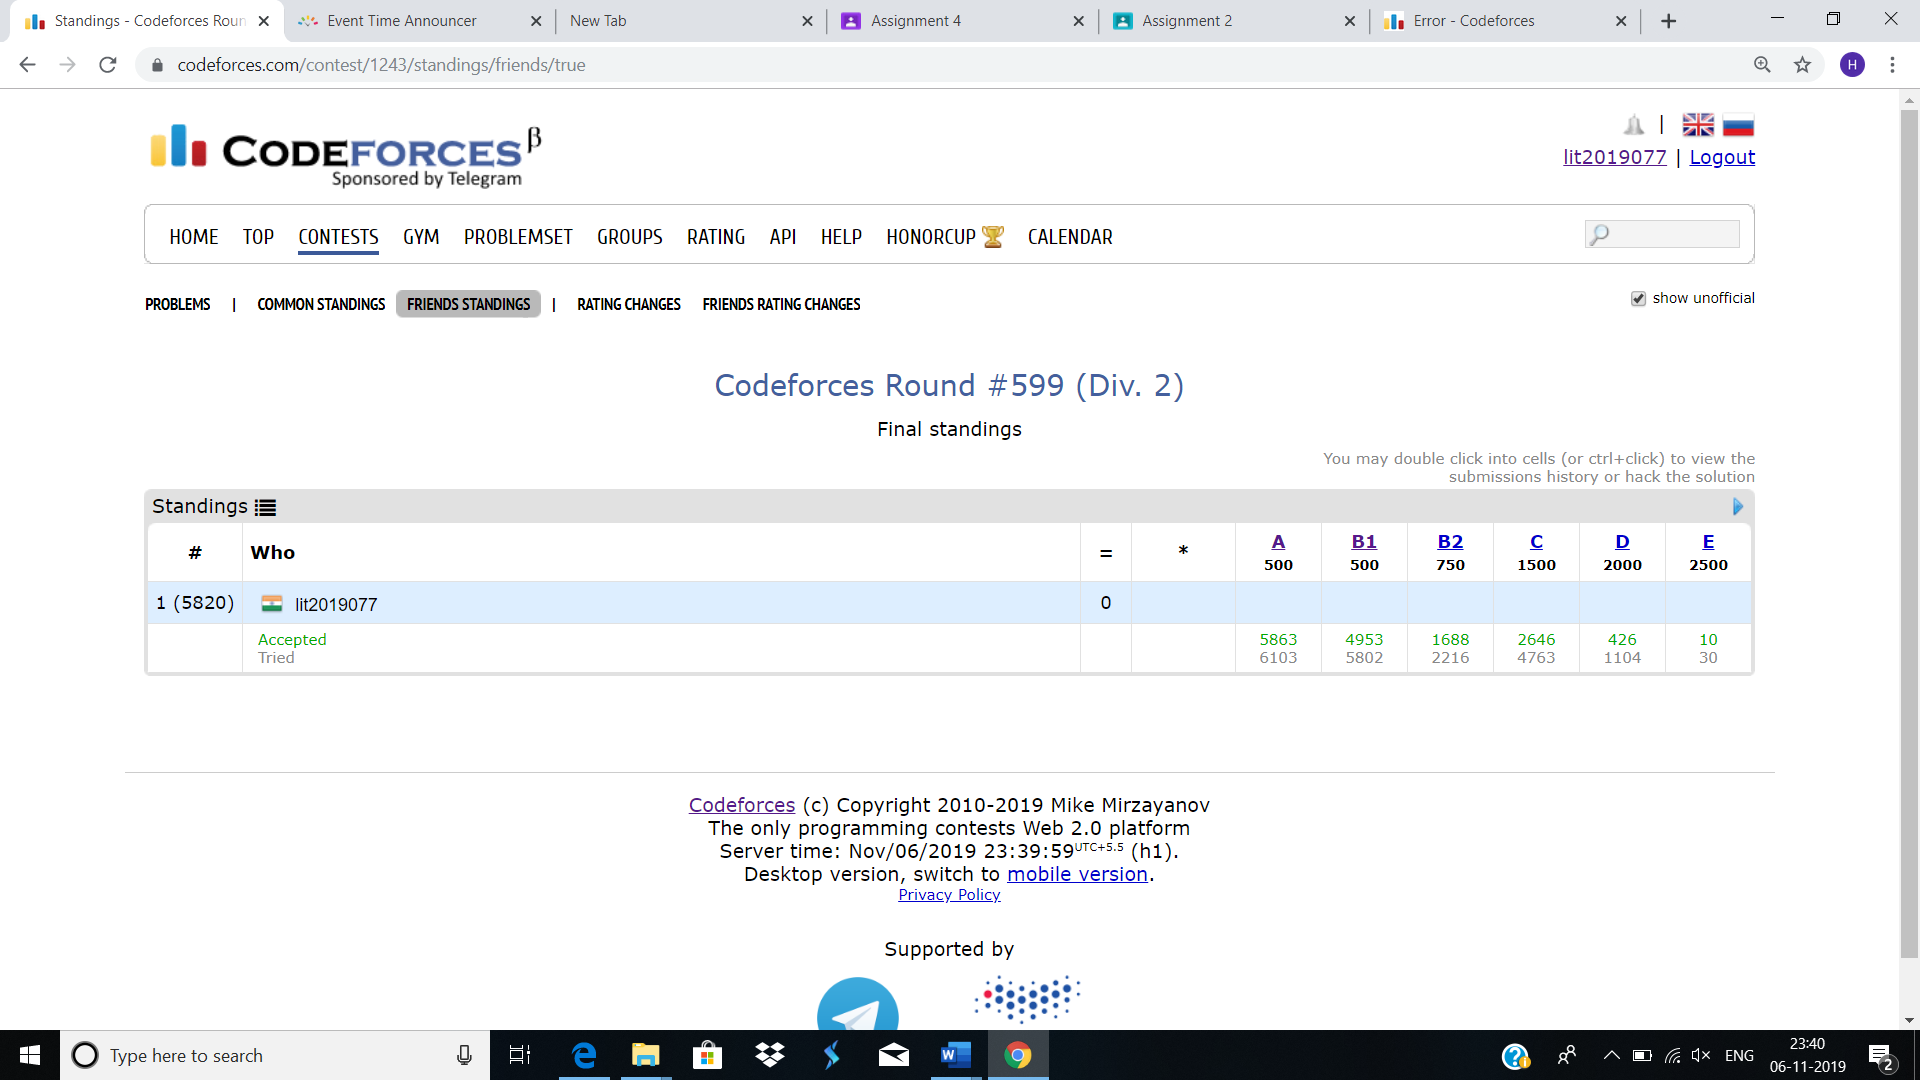 Standings - Codeforces Roun
Event Time Announcer
New Tab
Assignment 4
Assignment 2
Error - Codeforces
codeforces.com/contest/1243/standings/friends/true
H
CODEFORCES β
Sponsored by Telegram
lit2019077 | Logout
HOME TOP CONTESTS GYM PROBLEMSET GROUPS RATING API HELP HONORCUP CALENDAR
PROBLEMS | COMMON STANDINGS FRIENDS STANDINGS | RATING CHANGES FRIENDS RATING CHANGES
show unofficial
Codeforces Round #599 (Div. 2)
Final standings
You may double click into cells (or ctrl+click) to view the
submissions history or hack the solution
Standings
# Who = * A B1 B2 C D E
500 500 750 1500 2000 2500
1 (5820) lit2019077 0
Accepted 5863 4953 1688 2646 426 10
Tried 6103 5802 2216 4763 1104 30
Codeforces (c) Copyright 2010-2019 Mike Mirzayanov
The only programming contests Web 2.0 platform
Server time: Nov/06/2019 23:39:59 UTC+5.5 (h1).
Desktop version, switch to mobile version.
Privacy Policy
Supported by
Type here to search
ENG
23:40
06-11-2019
2